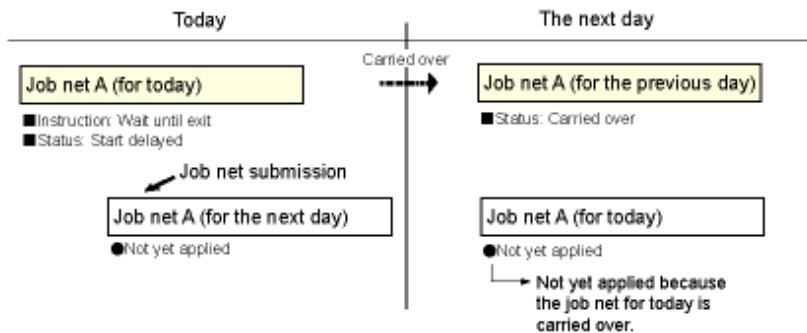 Today
The next day
Carried over
Job net A (for today)
Job net A (for the previous day)
■Instruction: Wait until exit
■Status: Start delayed
■Status: Carried over
Job net submission
Job net A (for the next day)
Job net A (for today)
●Not yet applied
●Not yet applied
Not yet applied because
the job net for today is
carried over.